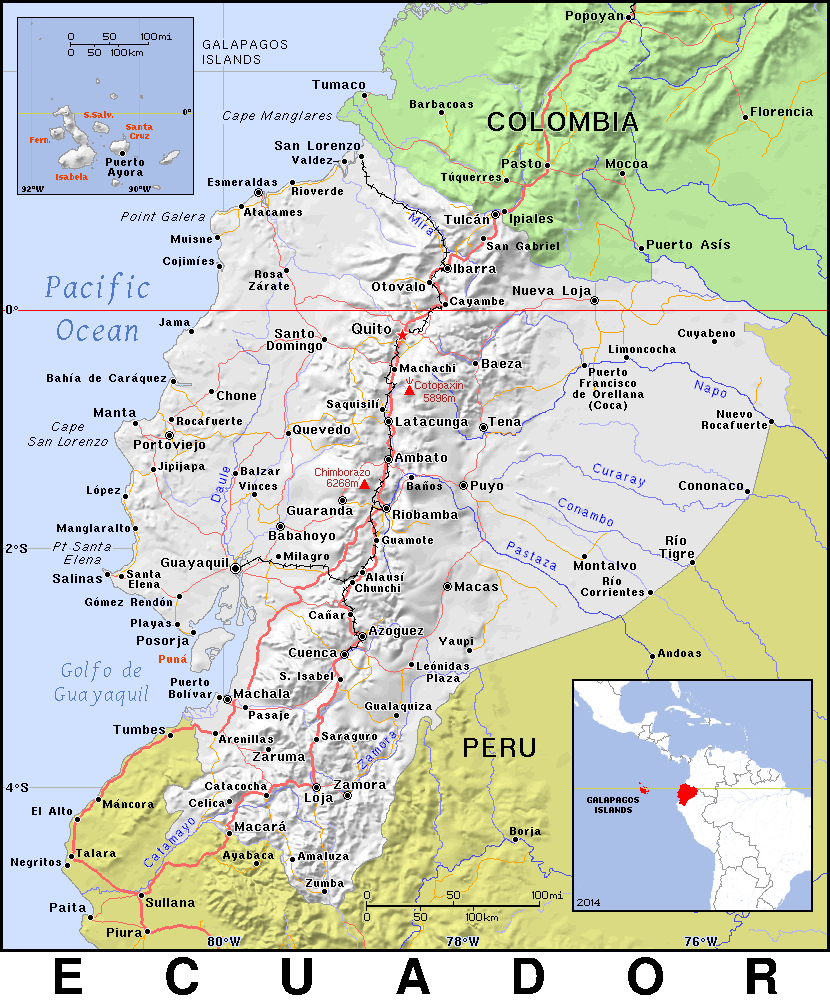 Popoyan
0 50 100mi
0 50 100km
GALAPAGOS
ISLANDS
Tumaco
Barbacoas
Florencia
Cape Manglares
COLOMBIA
0°
S.Salv.
Fern.
Santa
Cruz
Puerto
Ayora
Isabela
92°W
90°W
San Lorenzo
Valdez
Pasto
Mocoa
Túquerres
Esmeraldas
Rioverde
Atacames
Point Galera
Mira
Tulcán
Ipiales
Muisne
San Gabriel
Puerto Asís
Cojimíes
Rosa
Zárate
Ibarra
Otovalo
Nueva Loja
Cayambe
Pacific
Ocean
0°
Jama
Quito
Santo
Domingo
Cuyabeno
Limoncocha
Machachi
Baeza
Puerto
Francisco
de Orellana
(Coca)
Bahía de Caráquez
Cotopaxin
5896m
Napo
Chone
Saquisilí
Manta
Rocafuerte
Latacunga
Tena
Nuevo
Rocafuerte
Cape
San Lorenzo
Portoviejo
Quevedo
Jipijapa
Balzar
Ambato
Chimborazo
6268m
Daule
Vinces
Baños
Puyo
Curaray
Cononaco
López
Guaranda
Riobamba
Conambo
Manglaralto
Babahoyo
Guamote
Pastaza
Pt Santa
Elena
Milagro
Río
Tigre
Guayaquil
Montalvo
Salinas
Santa
Elena
Alausí
Chunchi
Macas
Río
Corrientes
Gómez Rendón
Cañar
Playas
Posorja
Azoguez
Yaupi
Puná
Cuenca
Andoas
Golfo de
Guayaquil
Leónidas
Plaza
S. Isabel
Puerto
Bolívar
Machala
Gualaquiza
Pasaje
Tumbes
Arenillas
Saraguro
Zamora
PERU
Zaruma
4°S
2°S
Catacocha
Zamora
Celica
Loja
Máncora
El Alto
Macará
Catamayo
Borja
GALAPAGOS
ISLANDS
Talara
Negritos
Ayabaca
Amaluza
Zumba
Sullana
0 50 100mi
0 50 100km
Paita
2014
Piura
80°W
78°W
76°W
E C U A D O R